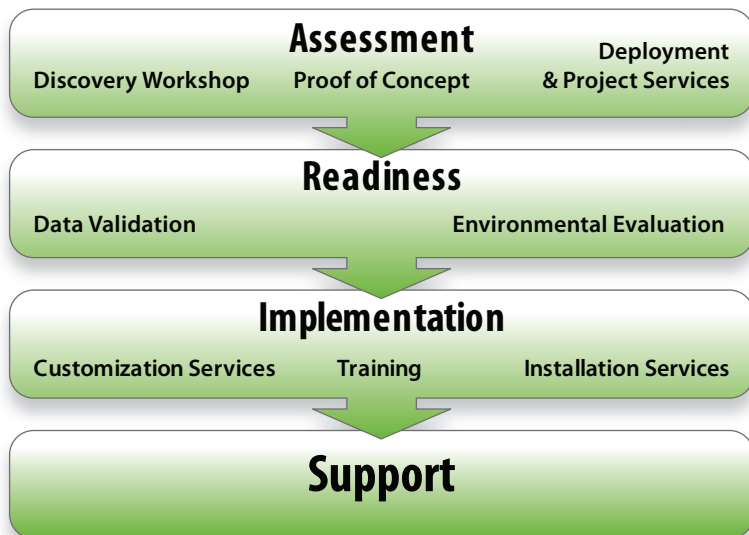 Assessment
Discovery Workshop
Proof of Concept
Deployment
& Project Services
Readiness
Data Validation
Environmental Evaluation
Implementation
Customization Services
Training
Installation Services
Support